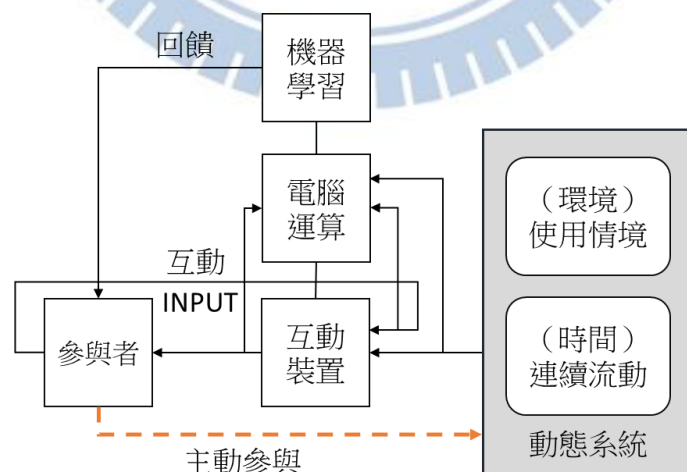 回饋
機器
學習
電腦
運算
互動
INPUT
參與者
互動
裝置
主動參與
（環境）
使用情境
（時間）
連續流動
動態系統